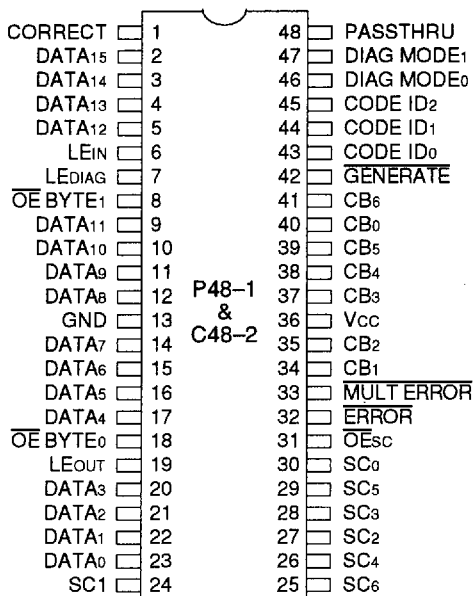 CORRECT 1 48 PASSTHRU
DATA15 2 47 DIAG MODE1
DATA14 3 46 DIAG MODE0
DATA13 4 45 CODE ID2
DATA12 5 44 CODE ID1
LEIN 6 43 CODE ID0
LEDIAG 7 42 GENERATE
OE BYTE1 8 41 CB6
DATA11 9 40 CB0
DATA10 10 39 CB5
DATA9 11 38 CB4
DATA8 12 P48–1 37 CB3
GND 13 & 36 VCC
DATA7 14 C48–2 35 CB2
DATA6 15 34 CB1
DATA5 16 33 MULT ERROR
DATA4 17 32 ERROR
OE BYTE0 18 31 OESC
LEOUT 19 30 SC0
DATA3 20 29 SC5
DATA2 21 28 SC3
DATA1 22 27 SC2
DATA0 23 26 SC4
SC1 24 25 SC6